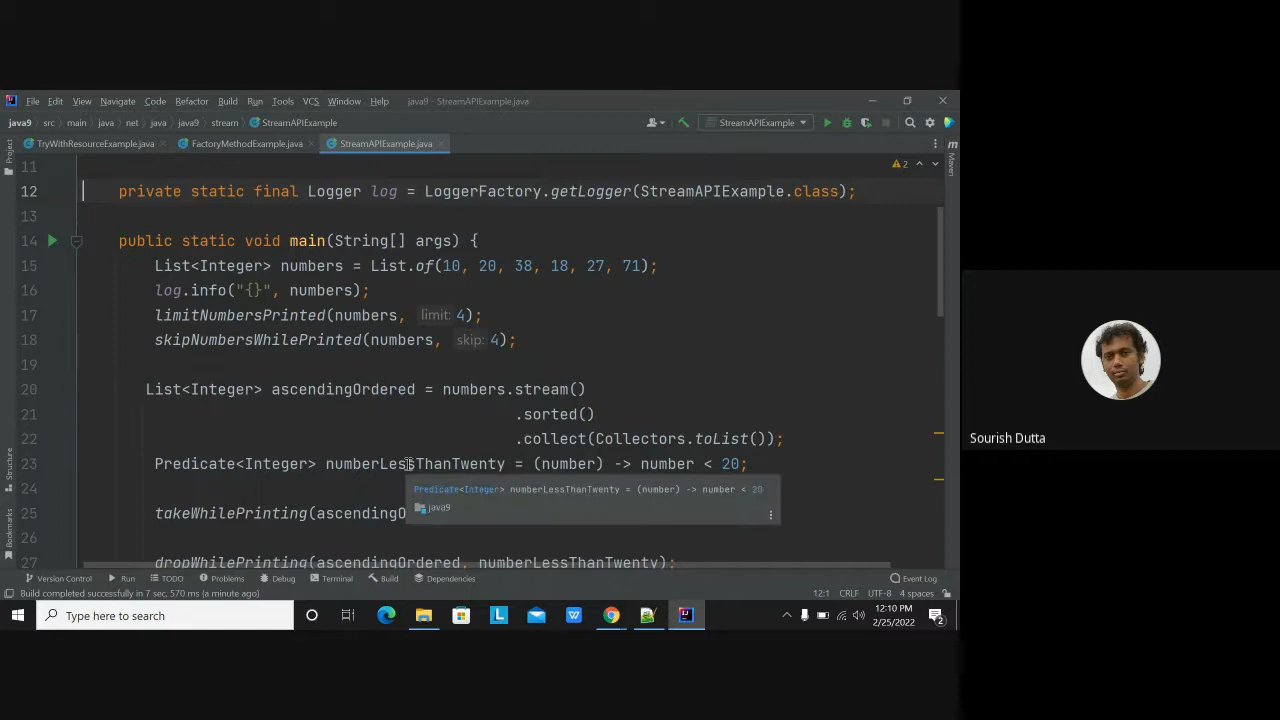 File Edit View Navigate Code Refactor Build Run Tools VCS Window Help java9 - StreamAPIExample.java
java9 src main java net java java9 stream StreamAPIExample StreamAPIExample
TryWithResourceExample.java FactoryMethodExample.java StreamAPIExample.java
Project
Maven
2
11
12 private static final Logger log = LoggerFactory.getLogger(StreamAPIExample.class);
13
14 public static void main(String[] args) {
15 List<Integer> numbers = List.of(10, 20, 38, 18, 27, 71);
16 log.info("{}", numbers);
17 limitNumbersPrinted(numbers, limit: 4);
18 skipNumbersWhilePrinted(numbers, skip: 4);
19
20 List<Integer> ascendingOrdered = numbers.stream()
21 .sorted()
22 .collect(Collectors.toList());
23 Predicate<Integer> numberLessThanTwenty = (number) -> number < 20;
24
Predicate<Integer> numberLessThanTwenty = (number) -> number < 20
java9
25 takeWhilePrinting(ascendingO
26
27 dropWhilePrinting(ascendingOrdered, numberLessThanTwenty);
Structure
Bookmarks
Version Control Run TODO Problems Debug Terminal Build Dependencies Event Log
Build completed successfully in 7 sec, 570 ms (a minute ago) 12:1 CRLF UTF-8 4 spaces
Type here to search
12:10 PM
2/25/2022
2
Sourish Dutta